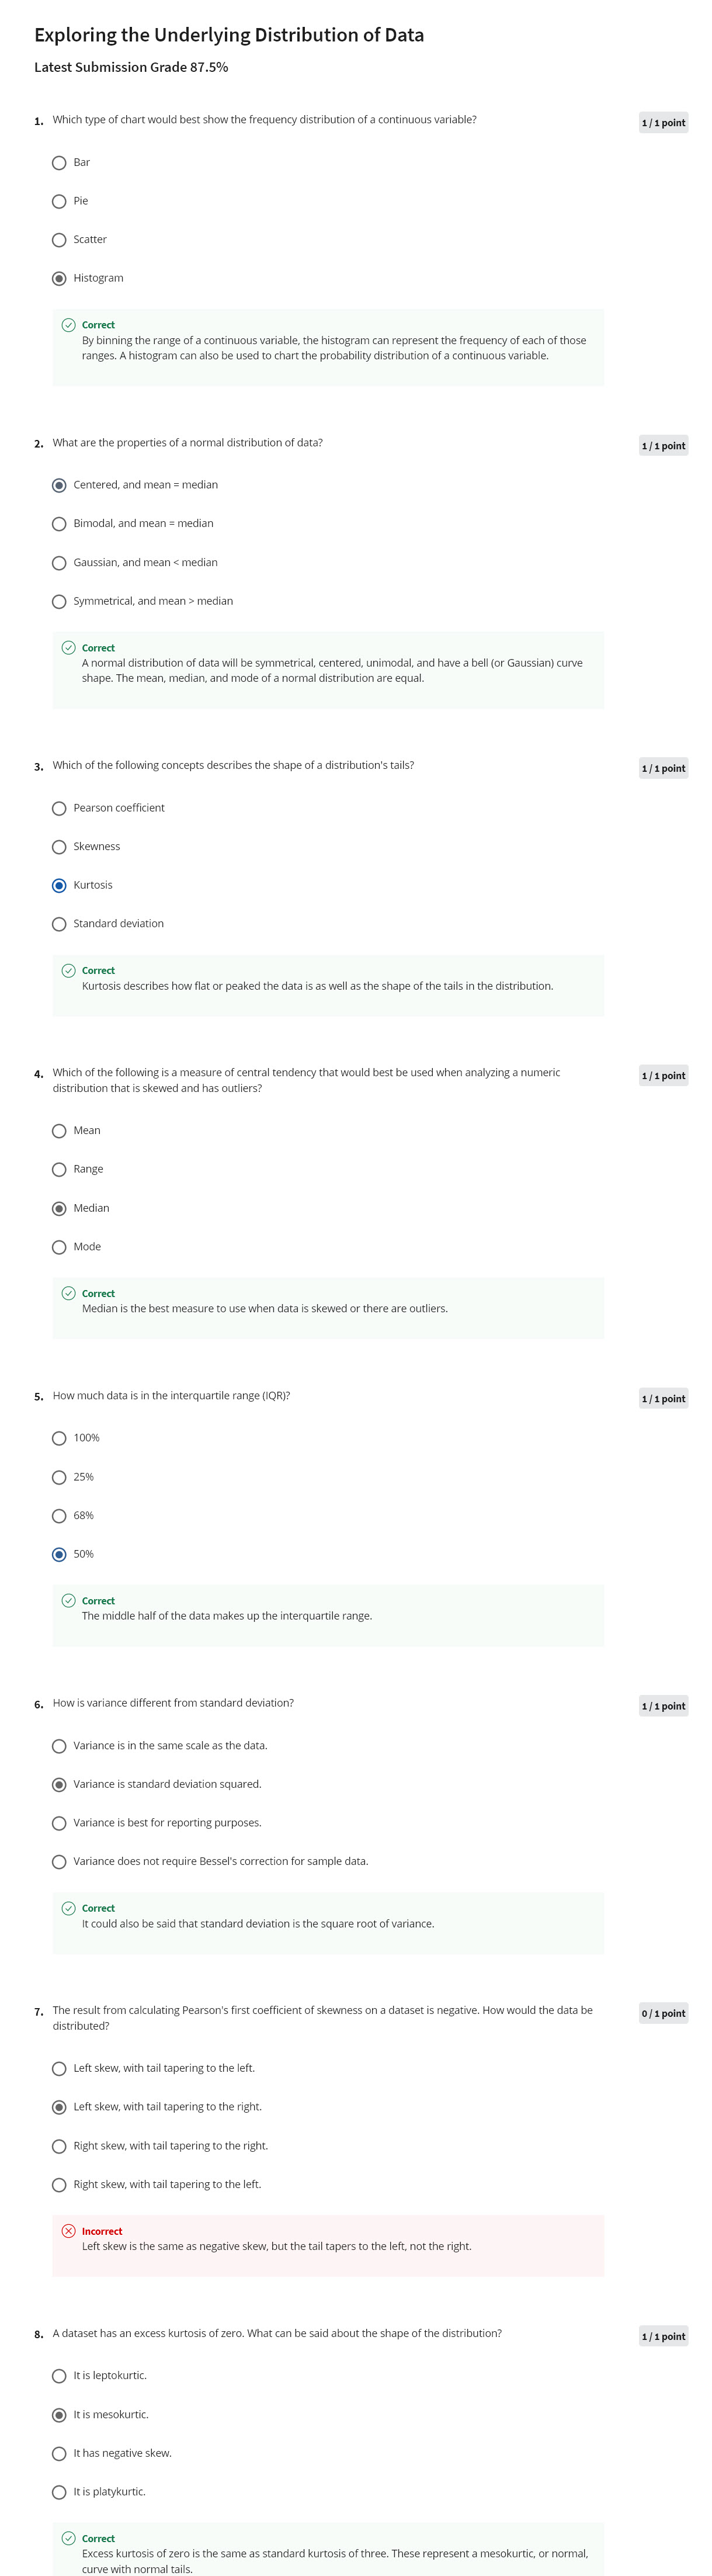 Exploring the Underlying Distribution of Data
Latest Submission Grade 87.5%
1. Which type of chart would best show the frequency distribution of a continuous variable?
1 / 1 point
Bar
Pie
Scatter
Histogram
Correct
By binning the range of a continuous variable, the histogram can represent the frequency of each of those
ranges. A histogram can also be used to chart the probability distribution of a continuous variable.
2. What are the properties of a normal distribution of data?
1 / 1 point
Centered, and mean = median
Bimodal, and mean = median
Gaussian, and mean < median
Symmetrical, and mean > median
Correct
A normal distribution of data will be symmetrical, centered, unimodal, and have a bell (or Gaussian) curve
shape. The mean, median, and mode of a normal distribution are equal.
3. Which of the following concepts describes the shape of a distribution's tails?
1 / 1 point
Pearson coefficient
Skewness
Kurtosis
Standard deviation
Correct
Kurtosis describes how flat or peaked the data is as well as the shape of the tails in the distribution.
4. Which of the following is a measure of central tendency that would best be used when analyzing a numeric
distribution that is skewed and has outliers?
1 / 1 point
Mean
Range
Median
Mode
Correct
Median is the best measure to use when data is skewed or there are outliers.
5. How much data is in the interquartile range (IQR)?
1 / 1 point
100%
25%
68%
50%
Correct
The middle half of the data makes up the interquartile range.
6. How is variance different from standard deviation?
1 / 1 point
Variance is in the same scale as the data.
Variance is standard deviation squared.
Variance is best for reporting purposes.
Variance does not require Bessel's correction for sample data.
Correct
It could also be said that standard deviation is the square root of variance.
7. The result from calculating Pearson's first coefficient of skewness on a dataset is negative. How would the data be
distributed?
0 / 1 point
Left skew, with tail tapering to the left.
Left skew, with tail tapering to the right.
Right skew, with tail tapering to the right.
Right skew, with tail tapering to the left.
Incorrect
Left skew is the same as negative skew, but the tail tapers to the left, not the right.
8. A dataset has an excess kurtosis of zero. What can be said about the shape of the distribution?
1 / 1 point
It is leptokurtic.
It is mesokurtic.
It has negative skew.
It is platykurtic.
Correct
Excess kurtosis of zero is the same as standard kurtosis of three. These represent a mesokurtic, or normal,
curve with normal tails.